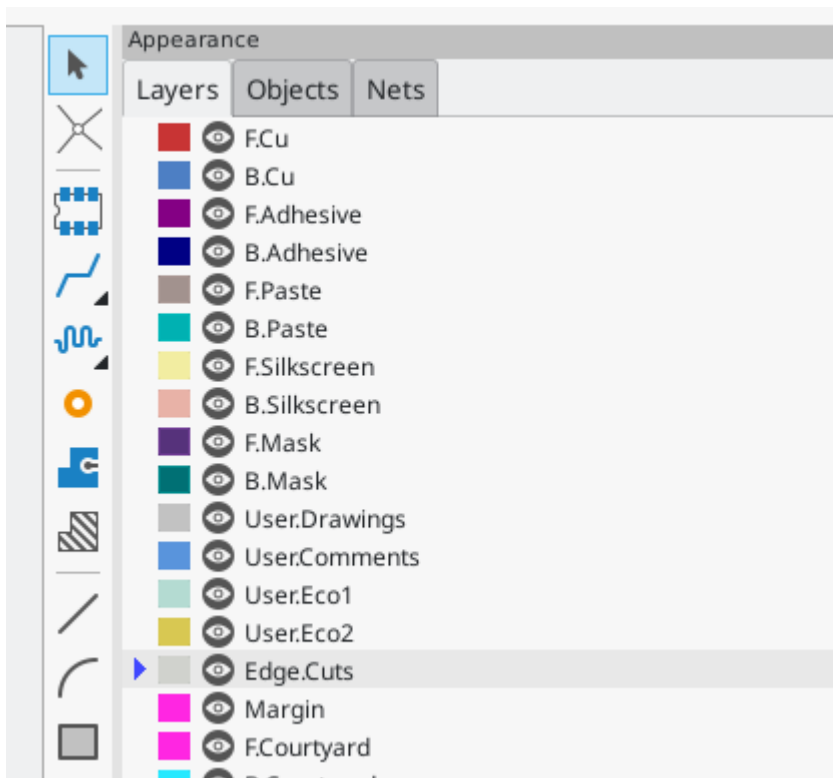 Appearance
Layers Objects Nets
F.Cu
B.Cu
F.Adhesive
B.Adhesive
F.Paste
B.Paste
F.Silkscreen
B.Silkscreen
F.Mask
B.Mask
User.Drawings
User.Comments
User.Eco1
User.Eco2
Edge.Cuts
Margin
F.Courtyard